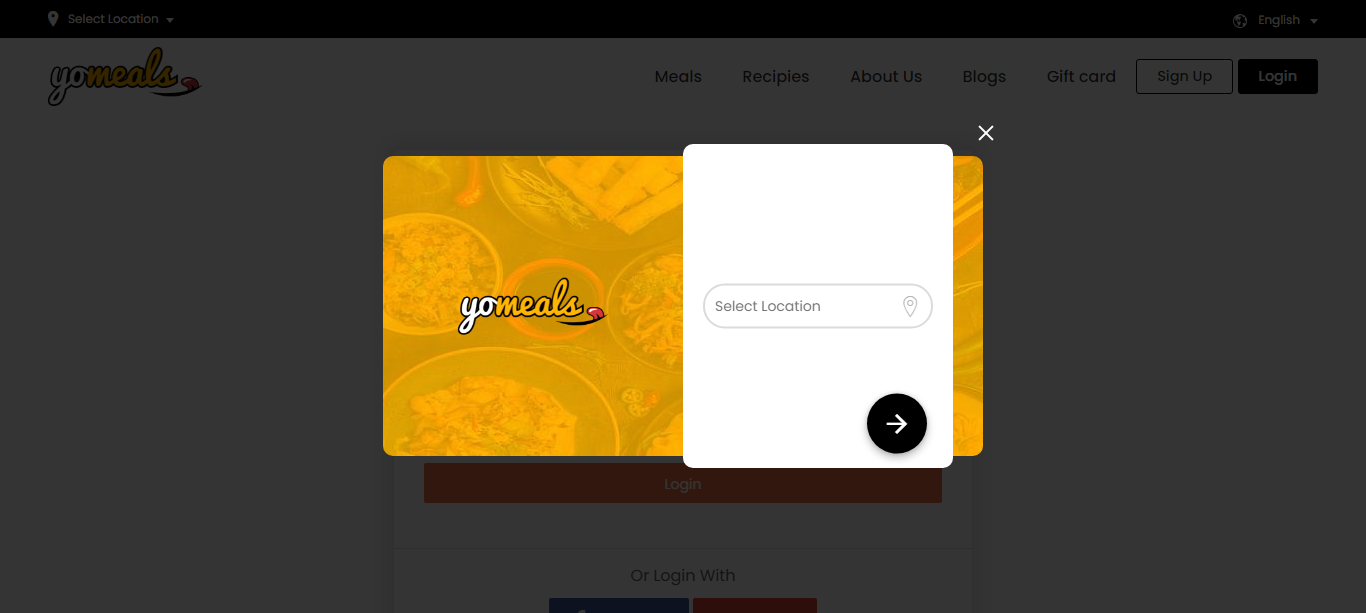 Select Location
English
yomeals
Meals
Recipies
About Us
Blogs
Gift card
Sign Up
Login
yomeals
Select Location
Login
Or Login With